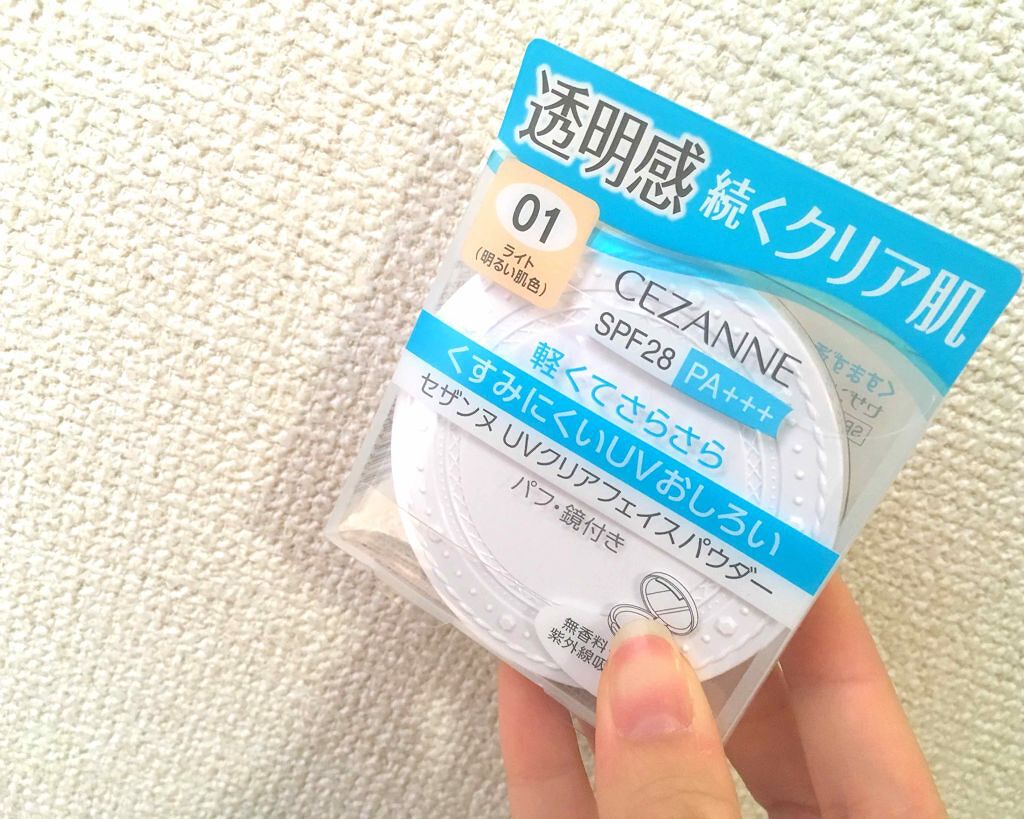 透明感 続くクリア肌
01
ライト
(明るい肌色)
CEZANNE
SPF28 PA+++
軽くてさらさら
くすみにくいUVおしろい
セザンヌ UVクリアフェイスパウダー
パフ・鏡付き
無香料
紫外線吸